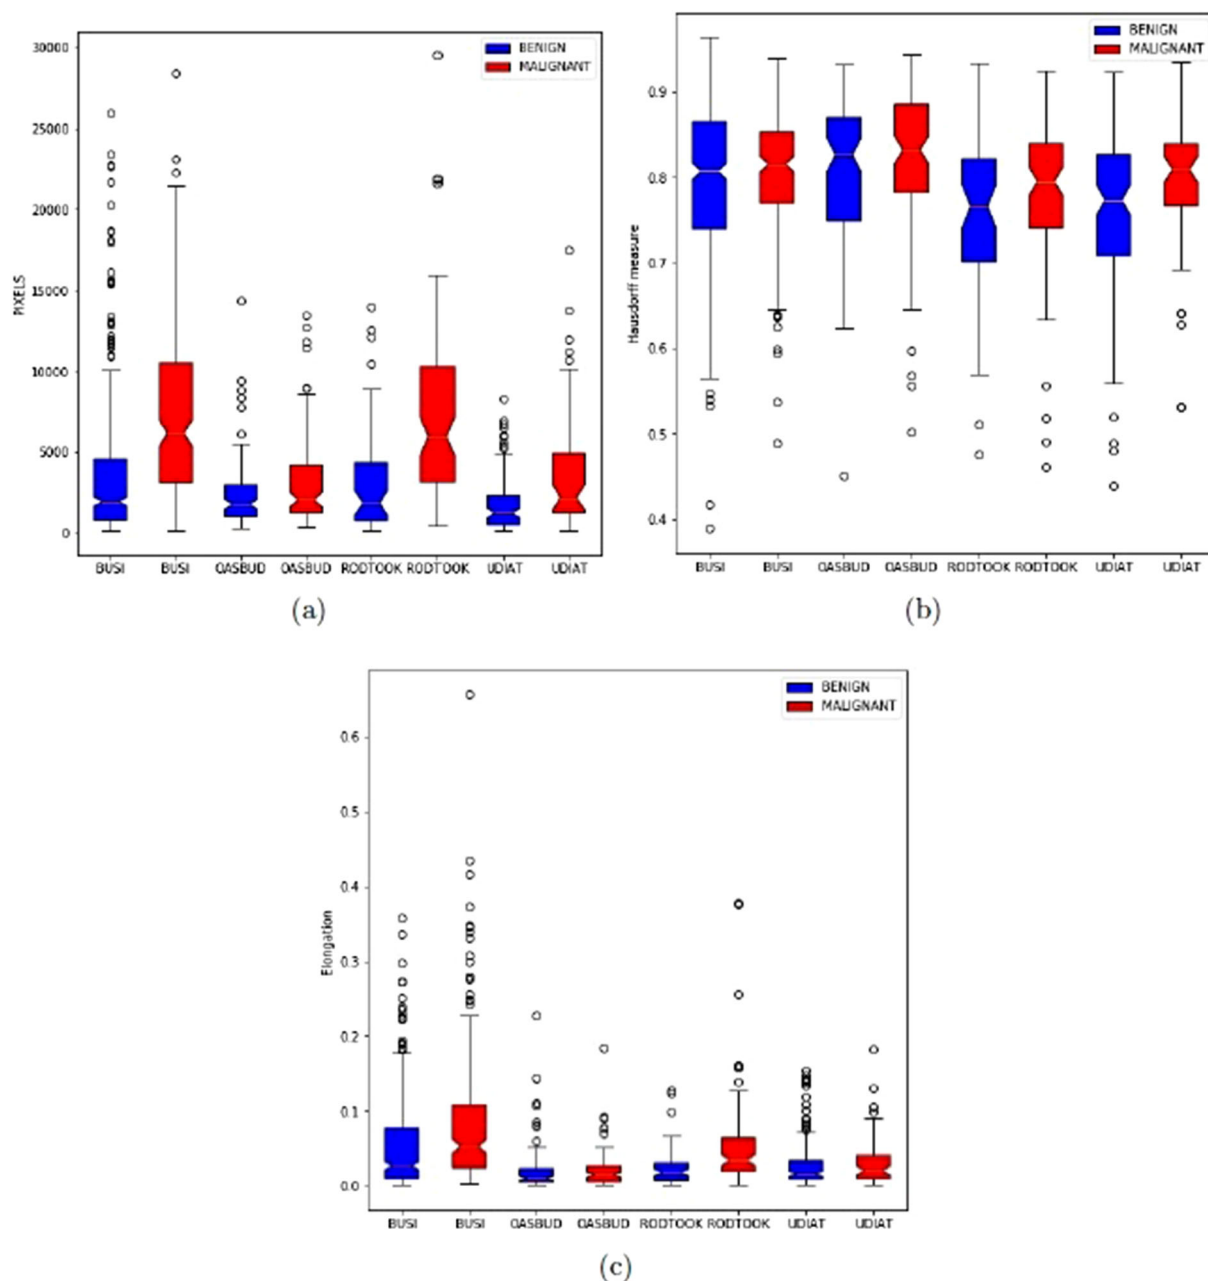 30000
25000
20000
15000
10000
5000
0
PIXELS
BENIGN
MALIGNANT
BUSI BUSI OASBUD OASBUD RODTOOK RODTOOK UDIAT UDIAT
(a)
0.9
0.8
0.7
0.6
0.5
0.4
Hausdorff measure
BENIGN
MALIGNANT
BUSI BUSI OASBUD OASBUD RODTOOK RODTOOK UDIAT UDIAT
(b)
0.6
0.5
0.4
0.3
0.2
0.1
0.0
Elongation
BENIGN
MALIGNANT
BUSI BUSI OASBUD OASBUD RODTOOK RODTOOK UDIAT UDIAT
(c)